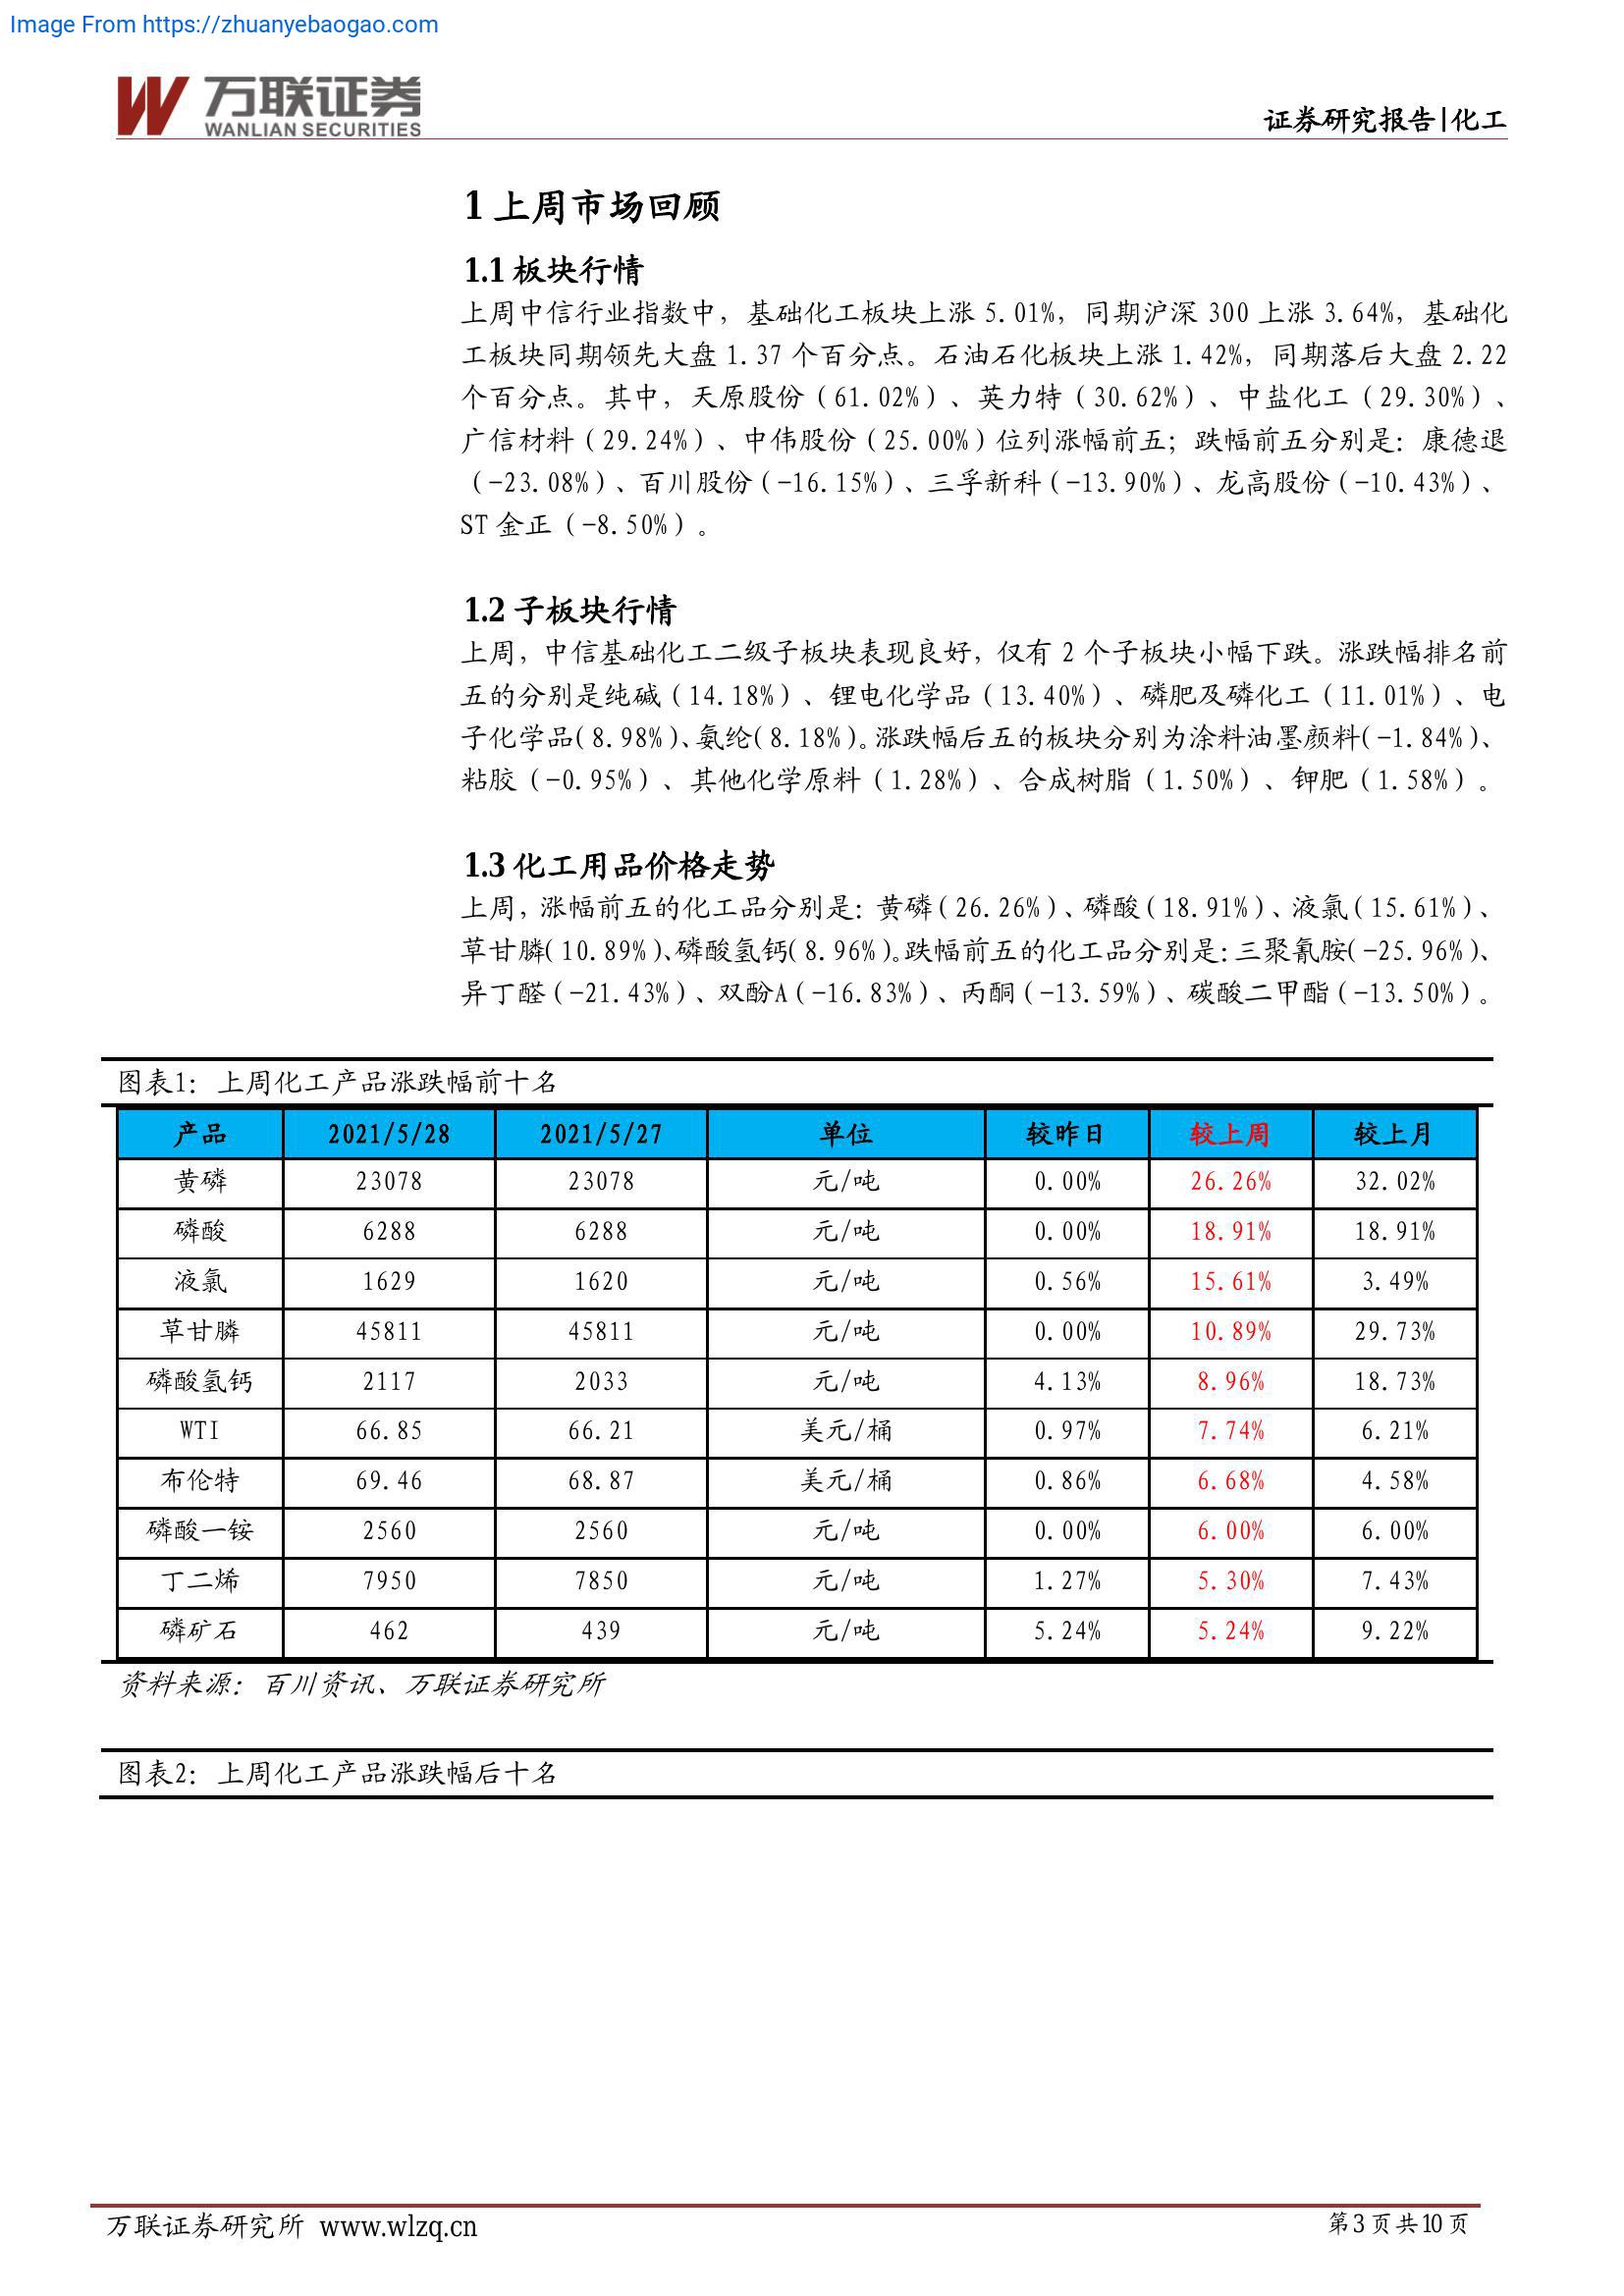 Image From https://zhuanyebaogao.com
万联证券
WANLIAN SECURITIES
证券研究报告|化工
1 上周市场回顾
1.1 板块行情
上周中信行业指数中，基础化工板块上涨 5.01%，同期沪深 300 上涨 3.64%，基础化
工板块同期领先大盘 1.37 个百分点。石油石化板块上涨 1.42%，同期落后大盘 2.22
个百分点。其中，天原股份（61.02%）、英力特（30.62%）、中盐化工（29.30%）、
广信材料（29.24%）、中伟股份（25.00%）位列涨幅前五；跌幅前五分别是：康德退
（-23.08%）、百川股份（-16.15%）、三孚新科（-13.90%）、龙高股份（-10.43%）、
ST 金正（-8.50%）。
1.2 子板块行情
上周，中信基础化工二级子板块表现良好，仅有 2 个子板块小幅下跌。涨跌幅排名前
五的分别是纯碱（14.18%）、锂电化学品（13.40%）、磷肥及磷化工（11.01%）、电
子化学品（8.98%）、氨纶（8.18%）。涨跌幅后五的板块分别为涂料油墨颜料（-1.84%）、
粘胶（-0.95%）、其他化学原料（1.28%）、合成树脂（1.50%）、钾肥（1.58%）。
1.3 化工用品价格走势
上周，涨幅前五的化工品分别是：黄磷（26.26%）、磷酸（18.91%）、液氯（15.61%）、
草甘膦（10.89%）、磷酸氢钙（8.96%）。跌幅前五的化工品分别是：三聚氰胺（-25.96%）、
异丁醛（-21.43%）、双酚A（-16.83%）、丙酮（-13.59%）、碳酸二甲酯（-13.50%）。
图表1：上周化工产品涨跌幅前十名
产品 2021/5/28 2021/5/27 单位 较昨日 较上周 较上月
黄磷 23078 23078 元/吨 0.00% 26.26% 32.02%
磷酸 6288 6288 元/吨 0.00% 18.91% 18.91%
液氯 1629 1620 元/吨 0.56% 15.61% 3.49%
草甘膦 45811 45811 元/吨 0.00% 10.89% 29.73%
磷酸氢钙 2117 2033 元/吨 4.13% 8.96% 18.73%
WTI 66.85 66.21 美元/桶 0.97% 7.74% 6.21%
布伦特 69.46 68.87 美元/桶 0.86% 6.68% 4.58%
磷酸一铵 2560 2560 元/吨 0.00% 6.00% 6.00%
丁二烯 7950 7850 元/吨 1.27% 5.30% 7.43%
磷矿石 462 439 元/吨 5.24% 5.24% 9.22%
资料来源：百川资讯、万联证券研究所
图表2：上周化工产品涨跌幅后十名
万联证券研究所 www.wlzq.cn
第3页共10页